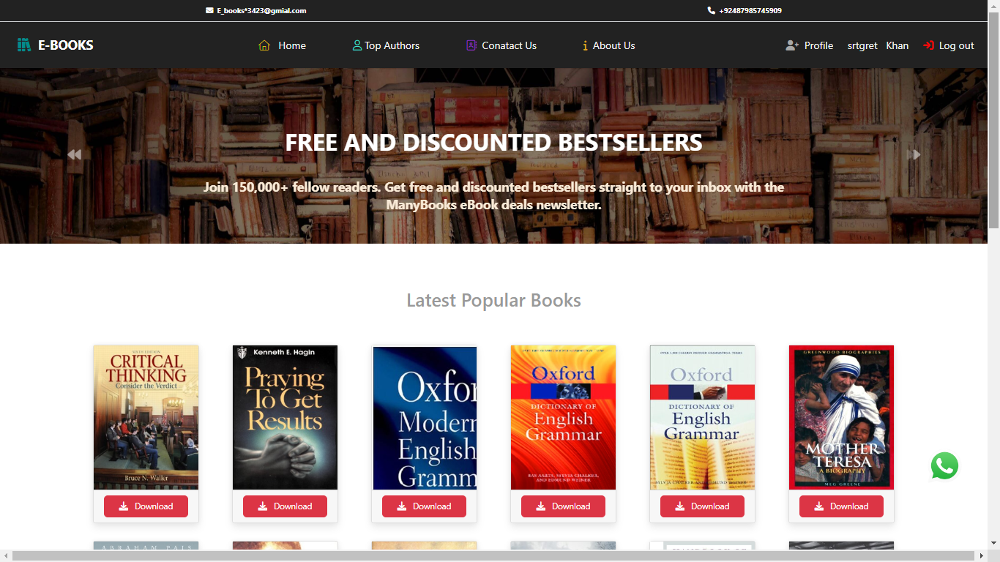 E_books*3423@gmial.com
+92487985745909
E-BOOKS
Home
Top Authors
Conatact Us
About Us
Profile
srtgret Khan
Log out
FREE AND DISCOUNTED BESTSELLERS
Join 150,000+ fellow readers. Get free and discounted bestsellers straight to your inbox with the
ManyBooks eBook deals newsletter.
Latest Popular Books
SIXTH EDITION
CRITICAL
THINKING
Consider the Verdict
Bruce N. Waller
Kenneth E. Hagin
Praying
To Get
Results
Oxfor
Modern
English
Gramm
Oxford
DICTIONARY OF
English
Grammar
BAS AARTS, SYLVIA CHALKER,
AND EDMUND WEINER
OVER 1,000 CLEARLY DEFINED GRAMMATICAL TERMS
Oxford
DICTIONARY OF
English
Grammar
SYLVIA CHALKER AND EDMUND WEINER
GREENWOOD BIOGRAPHIES
MOTHER
TERESA
A BIOGRAPHY
MEG GREENE
Download
Download
Download
Download
Download
Download
ABRAHAM PAIS